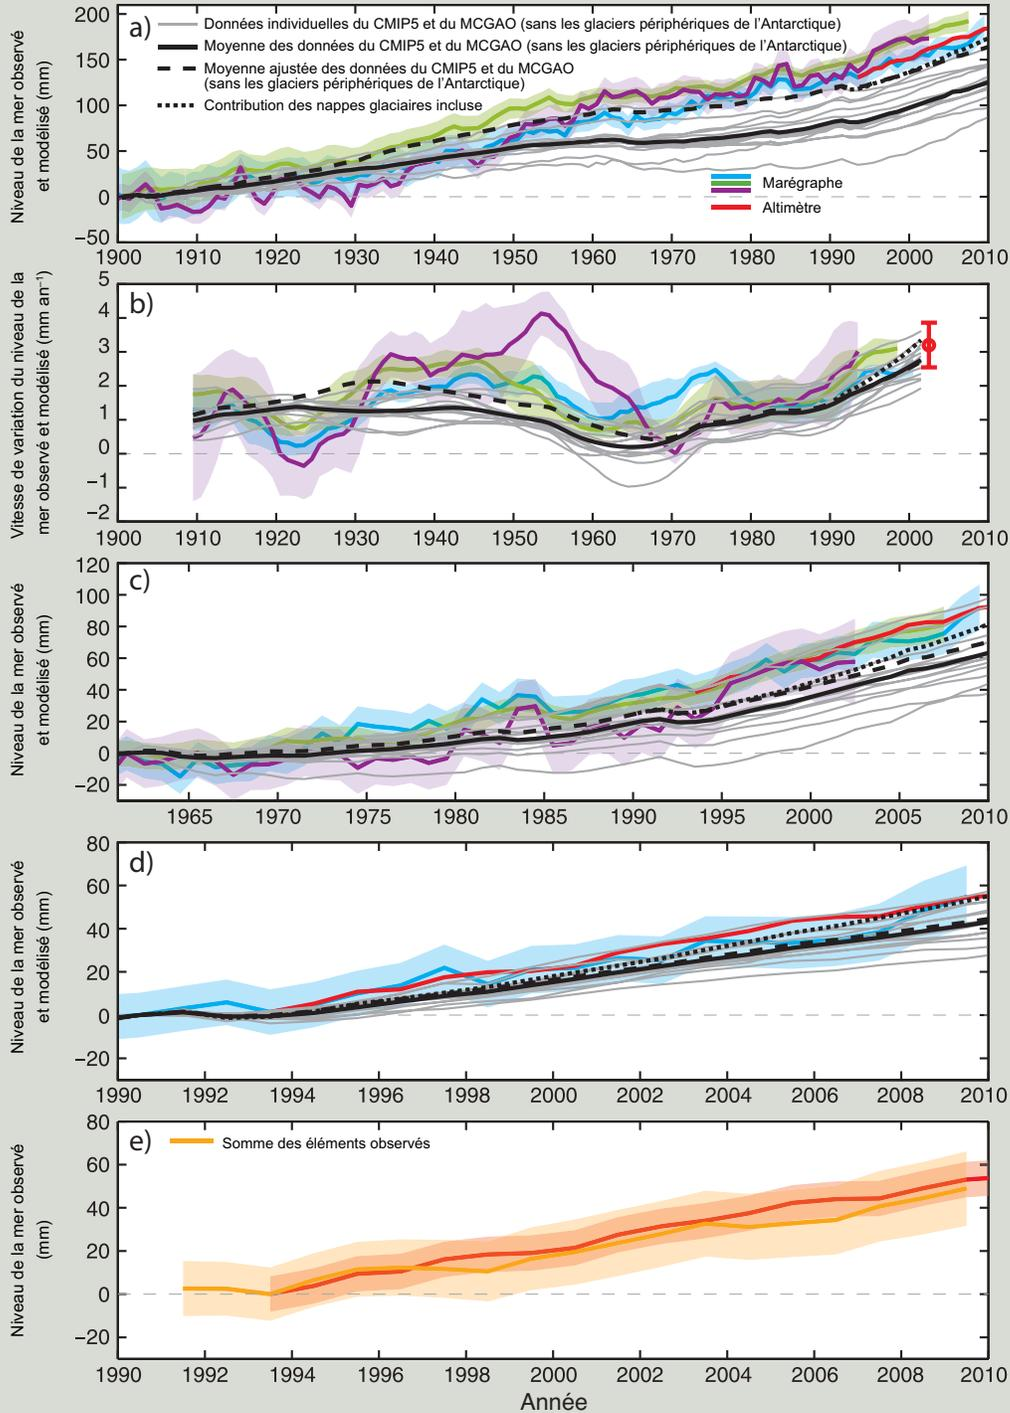 Niveau de la mer observé
et modélisé (mm)
200
150
100
50
0
−50
a)
Données individuelles du CMIP5 et du MCGAO (sans les glaciers périphériques de l’Antarctique)
Moyenne des données du CMIP5 et du MCGAO (sans les glaciers périphériques de l’Antarctique)
Moyenne ajustée des données du CMIP5 et du MCGAO
(sans les glaciers périphériques de l’Antarctique)
Contribution des nappes glaciaires incluse
Marégraphe
Altimètre
1900 1910 1920 1930 1940 1950 1960 1970 1980 1990 2000 2010
Vitesse de variation du niveau de la
mer observé et modélisé (mm an⁻¹)
5
4
3
2
1
0
−1
−2
b)
1900 1910 1920 1930 1940 1950 1960 1970 1980 1990 2000 2010
Niveau de la mer observé
et modélisé (mm)
120
100
80
60
40
20
0
−20
c)
1965 1970 1975 1980 1985 1990 1995 2000 2005 2010
Niveau de la mer observé
et modélisé (mm)
80
60
40
20
0
−20
d)
1990 1992 1994 1996 1998 2000 2002 2004 2006 2008 2010
Niveau de la mer observé
(mm)
80
60
40
20
0
−20
e)
Somme des éléments observés
1990 1992 1994 1996 1998 2000 2002 2004 2006 2008 2010
Année